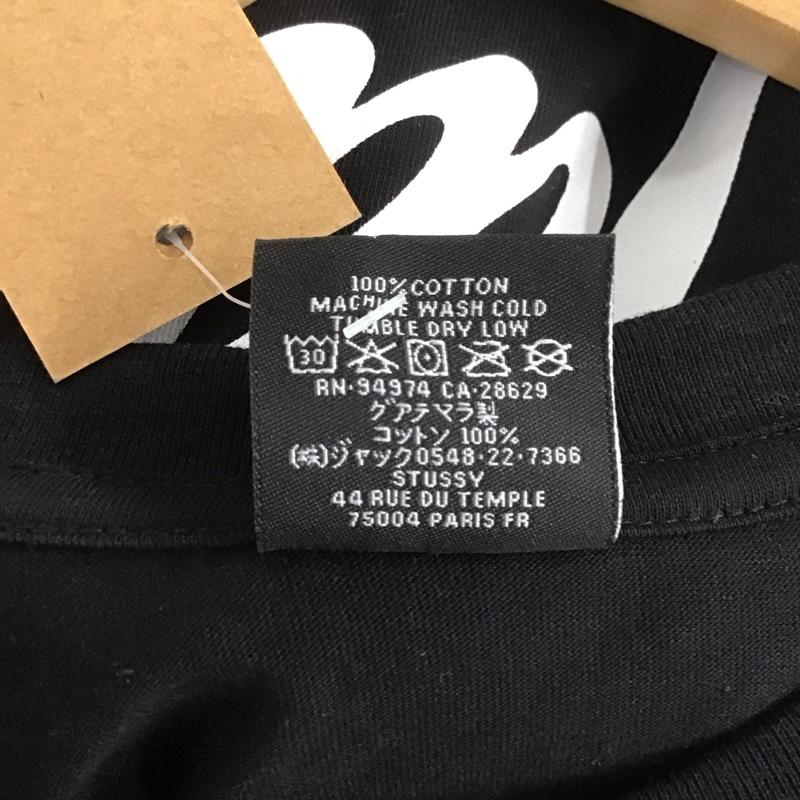 100% COTTON
MACHINE WASH COLD
TUMBLE DRY LOW
30
RN·94974 CA·28629
グアテマラ製
コットン 100%
(株)ジャック0548·22·7366
STUSSY
44 RUE DU TEMPLE
75004 PARIS FR